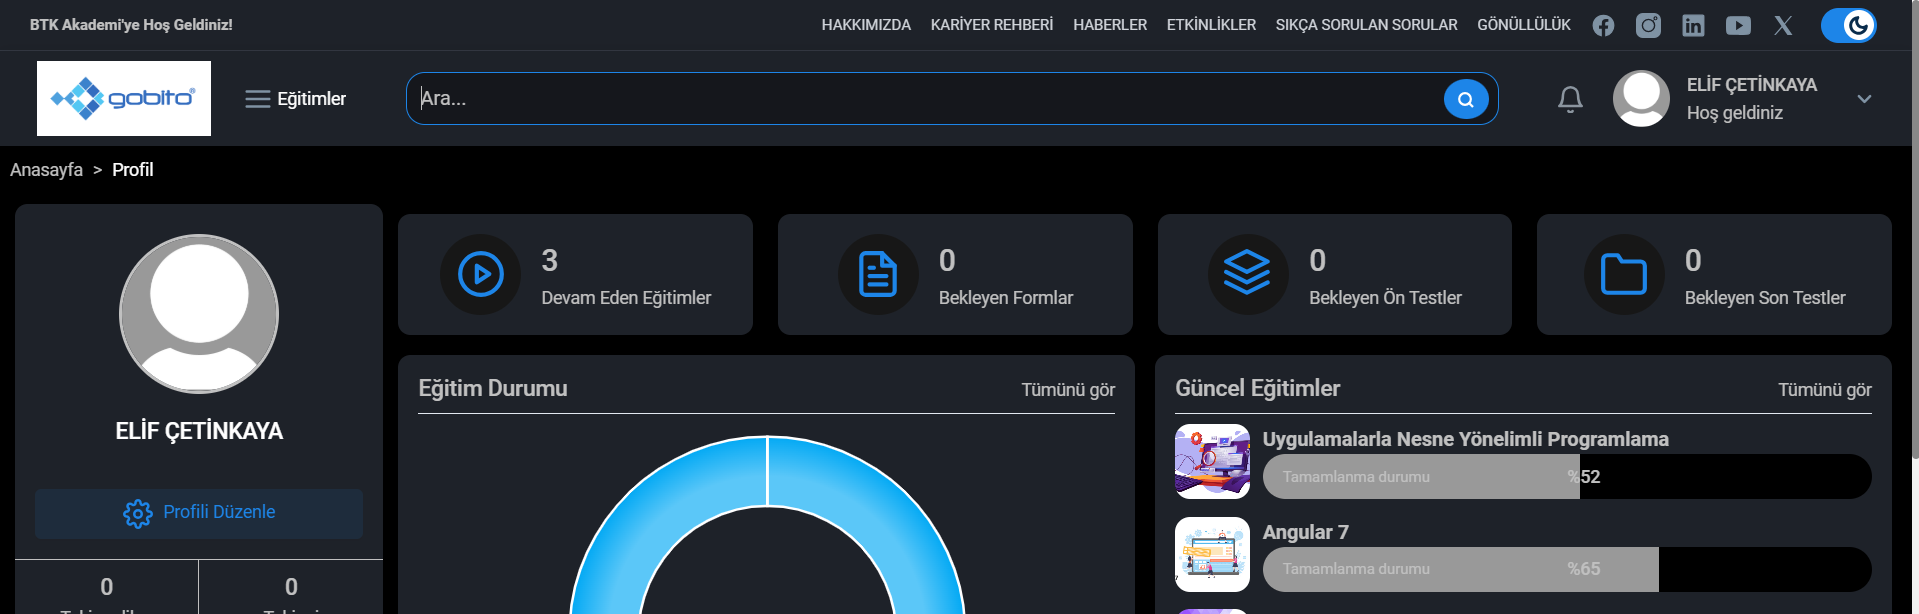 BTK Akademi'ye Hoş Geldiniz!
HAKKIMIZDA KARİYER REHBERİ HABERLER ETKİNLİKLER SIKÇA SORULAN SORULAR GÖNÜLLÜLÜK
gobito®
Eğitimler
Ara...
ELİF ÇETİNKAYA
Hoş geldiniz
Anasayfa > Profil
ELİF ÇETİNKAYA
Profili Düzenle
0
0
3
Devam Eden Eğitimler
0
Bekleyen Formlar
0
Bekleyen Ön Testler
0
Bekleyen Son Testler
Eğitim Durumu
Tümünü gör
Güncel Eğitimler
Tümünü gör
Uygulamalarla Nesne Yönelimli Programlama
Tamamlanma durumu %52
Angular 7
Tamamlanma durumu %65